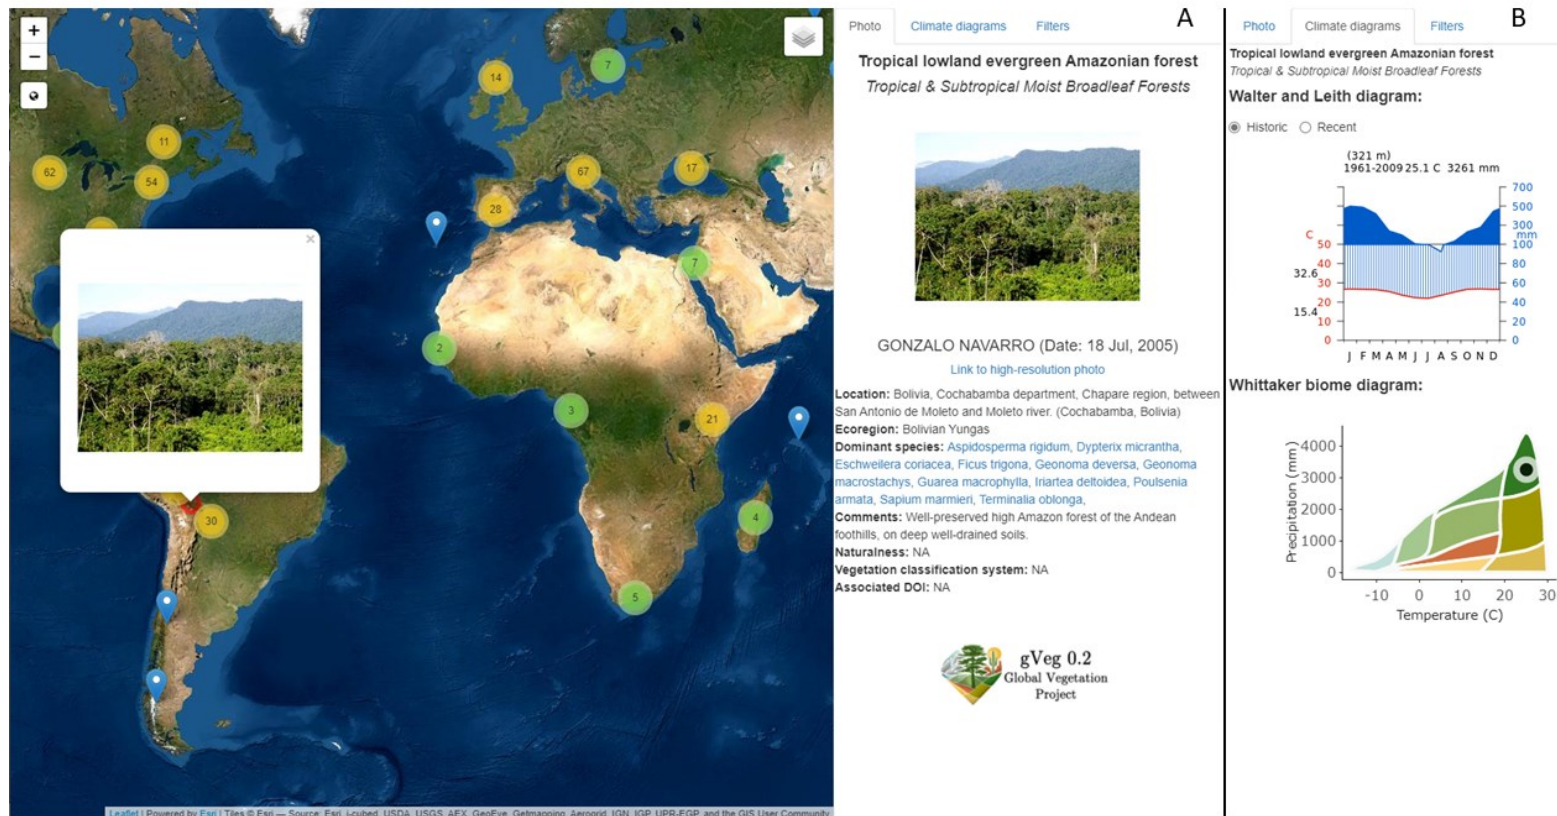 +
−
14
7
11
62
54
67
17
28
×
7
2
3
21
30
4
5
Leaflet | Powered by Esri | Tiles © Esri — Source: Esri, i-cubed, USDA, USGS, AEX, GeoEye, Getmapping, Aerogrid, IGN, IGP, UPR-EGP, and the GIS User Community
Photo Climate diagrams Filters A
Tropical lowland evergreen Amazonian forest
Tropical & Subtropical Moist Broadleaf Forests
GONZALO NAVARRO (Date: 18 Jul, 2005)
Link to high-resolution photo
Location: Bolivia, Cochabamba department, Chapare region, between
San Antonio de Moleto and Moleto river. (Cochabamba, Bolivia)
Ecoregion: Bolivian Yungas
Dominant species: Aspidosperma rigidum, Dypterix micrantha,
Eschweilera coriacea, Ficus trigona, Geonoma deversa, Geonoma
macrostachys, Guarea macrophylla, Iriartea deltoidea, Poulsenia
armata, Sapium marmieri, Terminalia oblonga,
Comments: Well-preserved high Amazon forest of the Andean
foothills, on deep well-drained soils.
Naturalness: NA
Vegetation classification system: NA
Associated DOI: NA
gVeg 0.2
Global Vegetation
Project
Photo Climate diagrams Filters B
Tropical lowland evergreen Amazonian forest
Tropical & Subtropical Moist Broadleaf Forests
Walter and Leith diagram:
Historic Recent
(321 m)
1961-2009 25.1 C 3261 mm
700
500
300
C mm
50 100
40 80
32.6
30 60
20 40
15.4
10 20
0 0
J F M A M J J A S O N D
Whittaker biome diagram:
Precipitation (mm)
4000
3000
2000
1000
0
-10 0 10 20 30
Temperature (C)